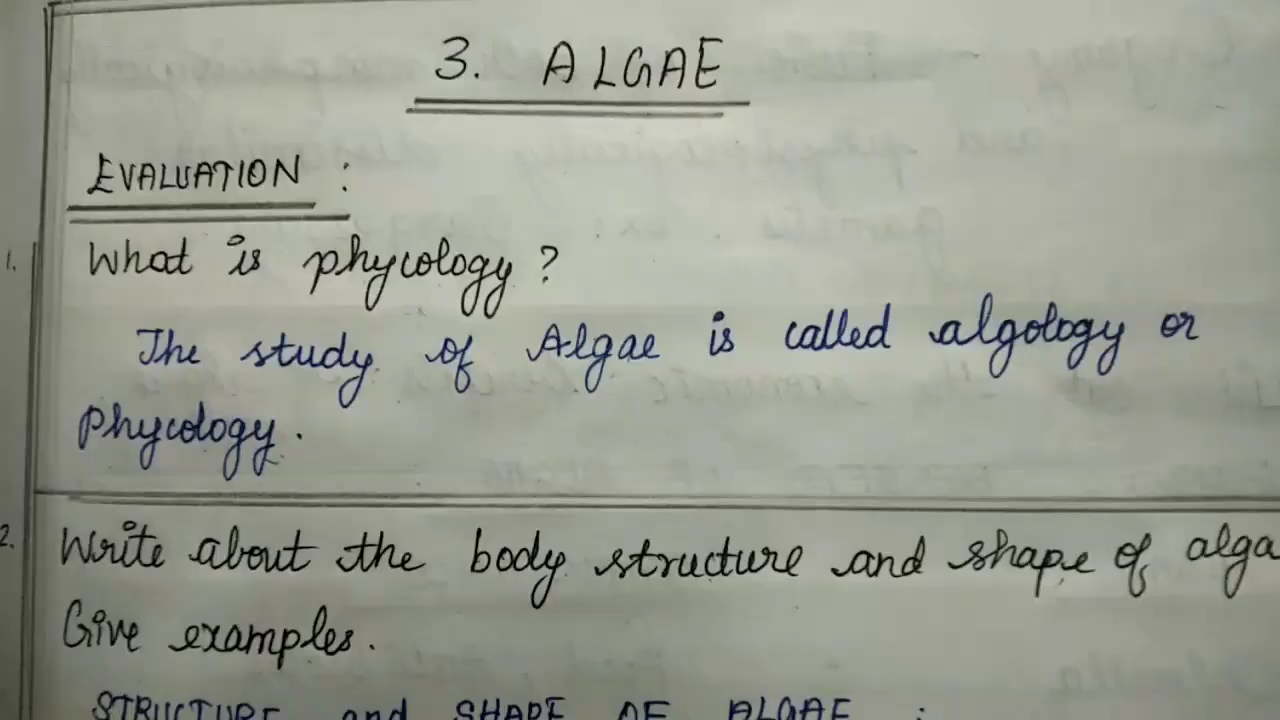 3. ALGAE
EVALUATION :
1. What is phycology ?
The study of Algae is called algology or
Phycology.
2. Write about the body structure and shape of alga
Give examples.
STRUCTURE and SHAPE OF ALGAE :